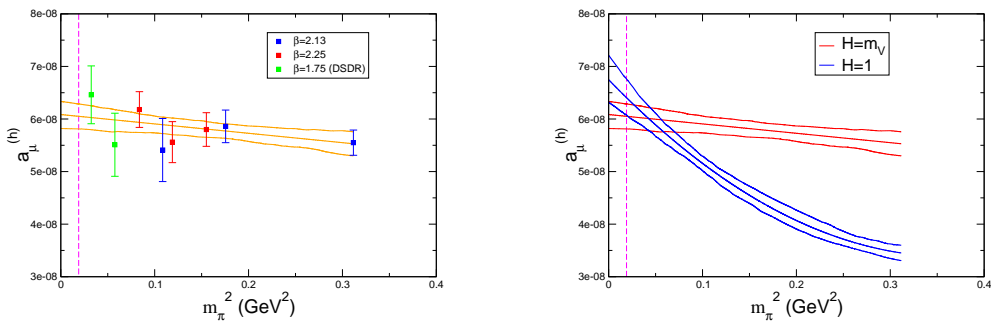 8e-08
7e-08
6e-08
5e-08
4e-08
3e-08
0
0.1
0.2
0.3
0.4
a_μ^(h)
m_π^2 (GeV^2)
β=2.13
β=2.25
β=1.75 (DSDR)
8e-08
7e-08
6e-08
5e-08
4e-08
3e-08
0
0.1
0.2
0.3
0.4
a_μ^(h)
m_π^2 (GeV^2)
H=m_V
H=1